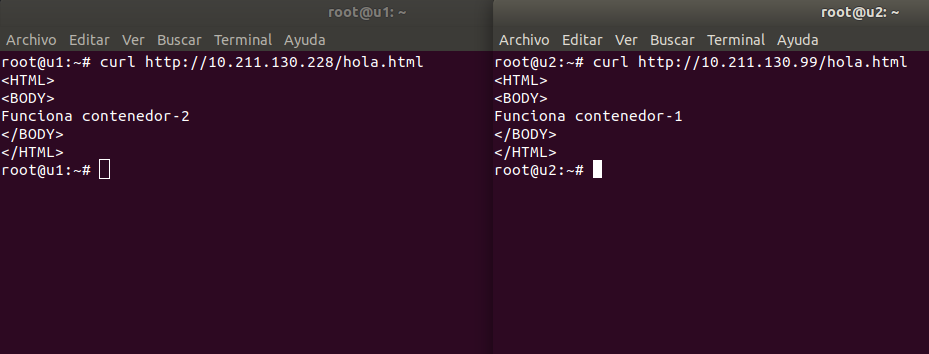 root@u1: ~
Archivo Editar Ver Buscar Terminal Ayuda
root@u1:~# curl http://10.211.130.228/hola.html
<HTML>
<BODY>
Funciona contenedor-2
</BODY>
</HTML>
root@u1:~#
root@u2: ~
Archivo Editar Ver Buscar Terminal Ayuda
root@u2:~# curl http://10.211.130.99/hola.html
<HTML>
<BODY>
Funciona contenedor-1
</BODY>
</HTML>
root@u2:~#